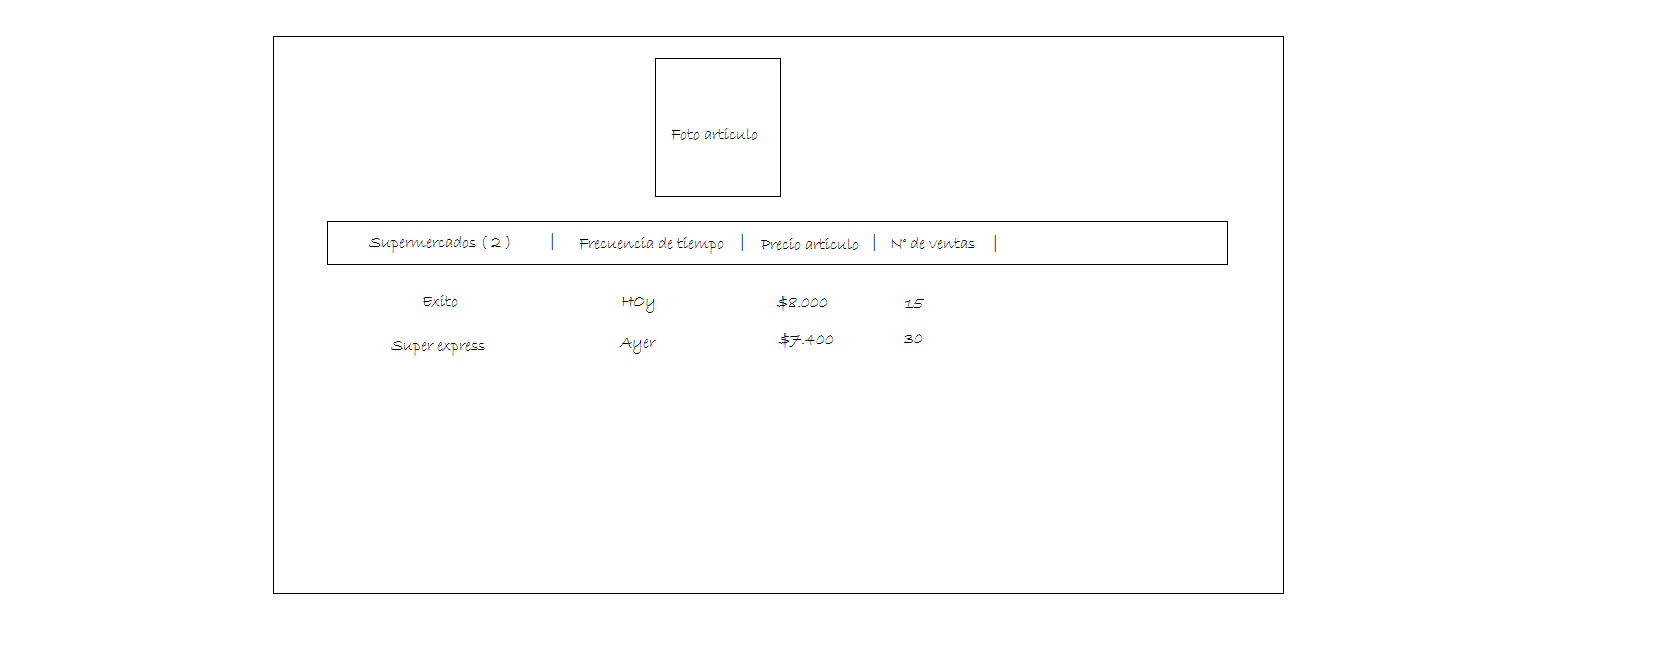 Foto artículo
Supermercados ( 2 ) | Frecuencia de tiempo | Precio artículo | N° de ventas |
Exito HOy $8.000 15
Super express Ayer $7.400 30